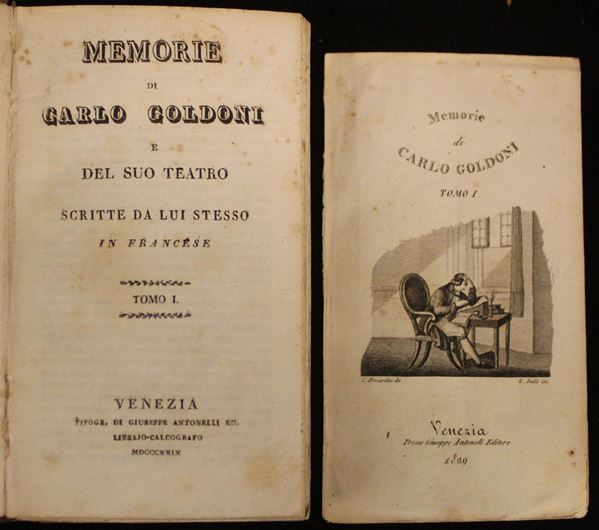 MEMORIE
DI
CARLO GOLDONI
E
DEL SUO TEATRO
SCRITTE DA LUI STESSO
IN FRANCESE
TOMO I.
VENEZIA
TIPOGR. DI GIUSEPPE ANTONELLI ED.
LIBRAJO-CALCOGRAFO
MDCCCXXIX
Memorie
di
CARLO GOLDONI
TOMO I.
Venezia
Presso Giuseppe Antonelli Editore
1829